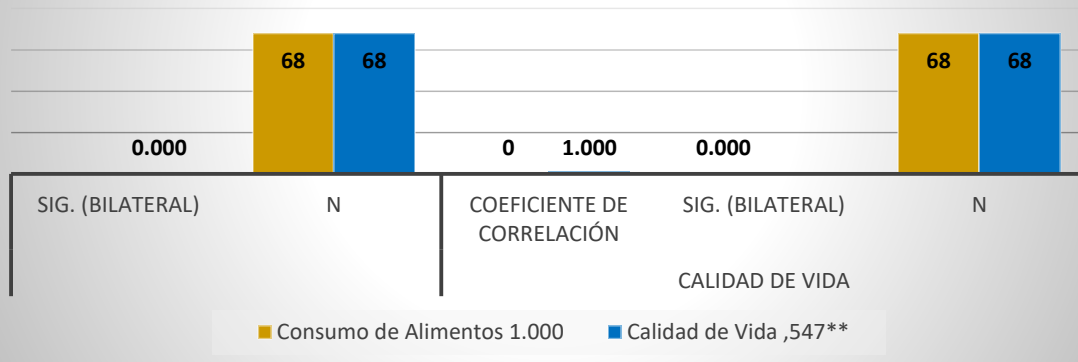 68 68 68 68
0.000 0 1.000 0.000
SIG. (BILATERAL) N COEFICIENTE DE SIG. (BILATERAL) N
CORRELACIÓN
CALIDAD DE VIDA
Consumo de Alimentos 1.000 Calidad de Vida ,547**